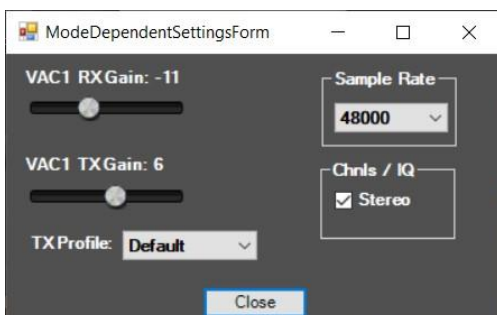 ModeDependentSettingsForm
VAC1 RX Gain: -11
Sample Rate
48000
VAC1 TX Gain: 6
Chnls / IQ
Stereo
TX Profile:
Default
Close